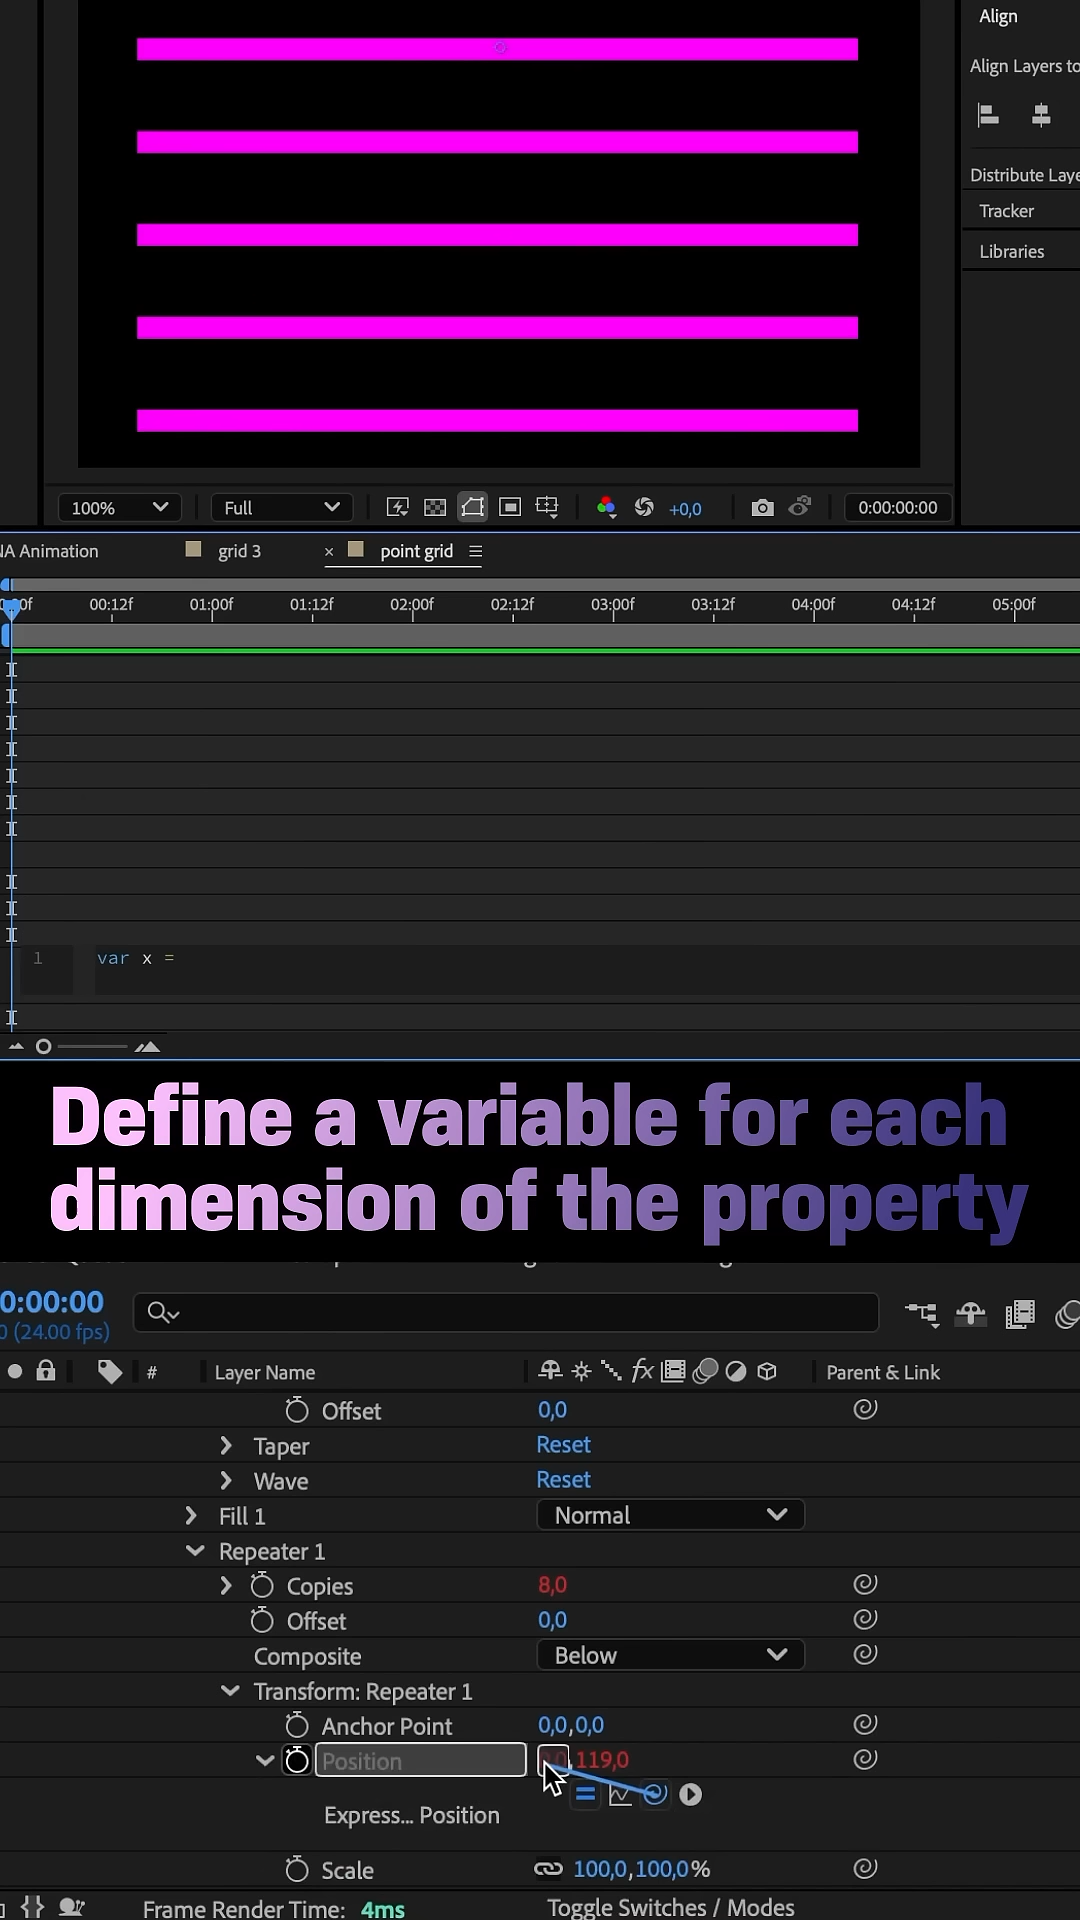 Align
Align Layers to
Distribute Laye
Tracker
Libraries
100%
Full
+0,0
0:00:00:00
NA Animation
grid 3
× point grid
00:12f 01:00f 01:12f 02:00f 02:12f 03:00f 03:12f 04:00f 04:12f 05:00f
1 var x =
Define a variable for each
dimension of the property
0:00:00
0 (24.00 fps)
# Layer Name fx Parent & Link
Offset 0,0
Taper Reset
Wave Reset
Fill 1 Normal
Repeater 1
Copies 8,0
Offset 0,0
Composite Below
Transform: Repeater 1
Anchor Point 0,0,0,0
Position 119,0
Express... Position
Scale 100,0,100,0%
Frame Render Time: 4ms Toggle Switches / Modes